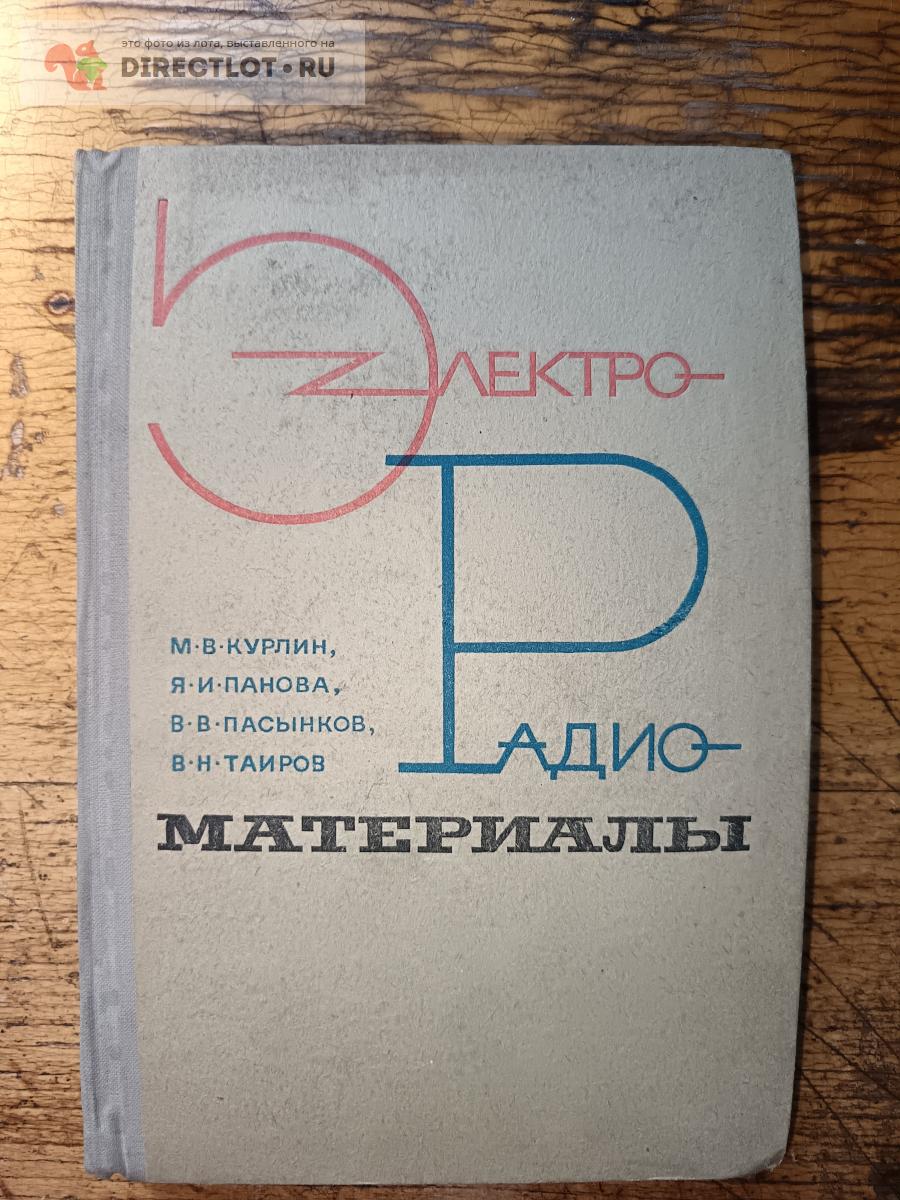 это фото из лота, выставленного на
DIRECTLOT•RU
ЭЛЕКТРО-
РАДИО-
М·В·КУРЛИН,
Я·И·ПАНОВА,
В·В·ПАСЫНКОВ,
В·Н·ТАИРОВ
МАТЕРИАЛЫ